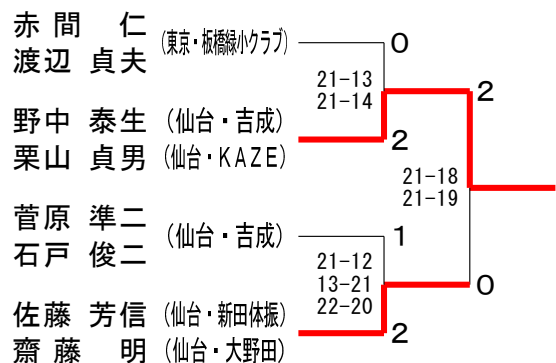 赤間 仁 (東京・板橋緑小クラブ) 0
渡辺 貞夫
21-13
21-14
2
野中 泰生 (仙台・吉成)
栗山 貞男 (仙台・KAZE) 2
21-18
21-19
菅原 準二 (仙台・吉成) 1
石戸 俊二
21-12
13-21
22-20
0
佐藤 芳信 (仙台・新田体振)
齋藤 明 (仙台・大野田) 2